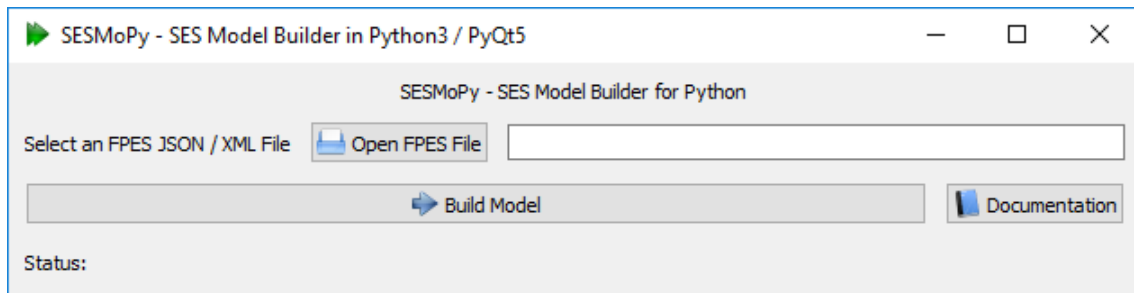 SESMoPy - SES Model Builder in Python3 / PyQt5
SESMoPy - SES Model Builder for Python
Select an FPES JSON / XML File Open FPES File
Build Model Documentation
Status: